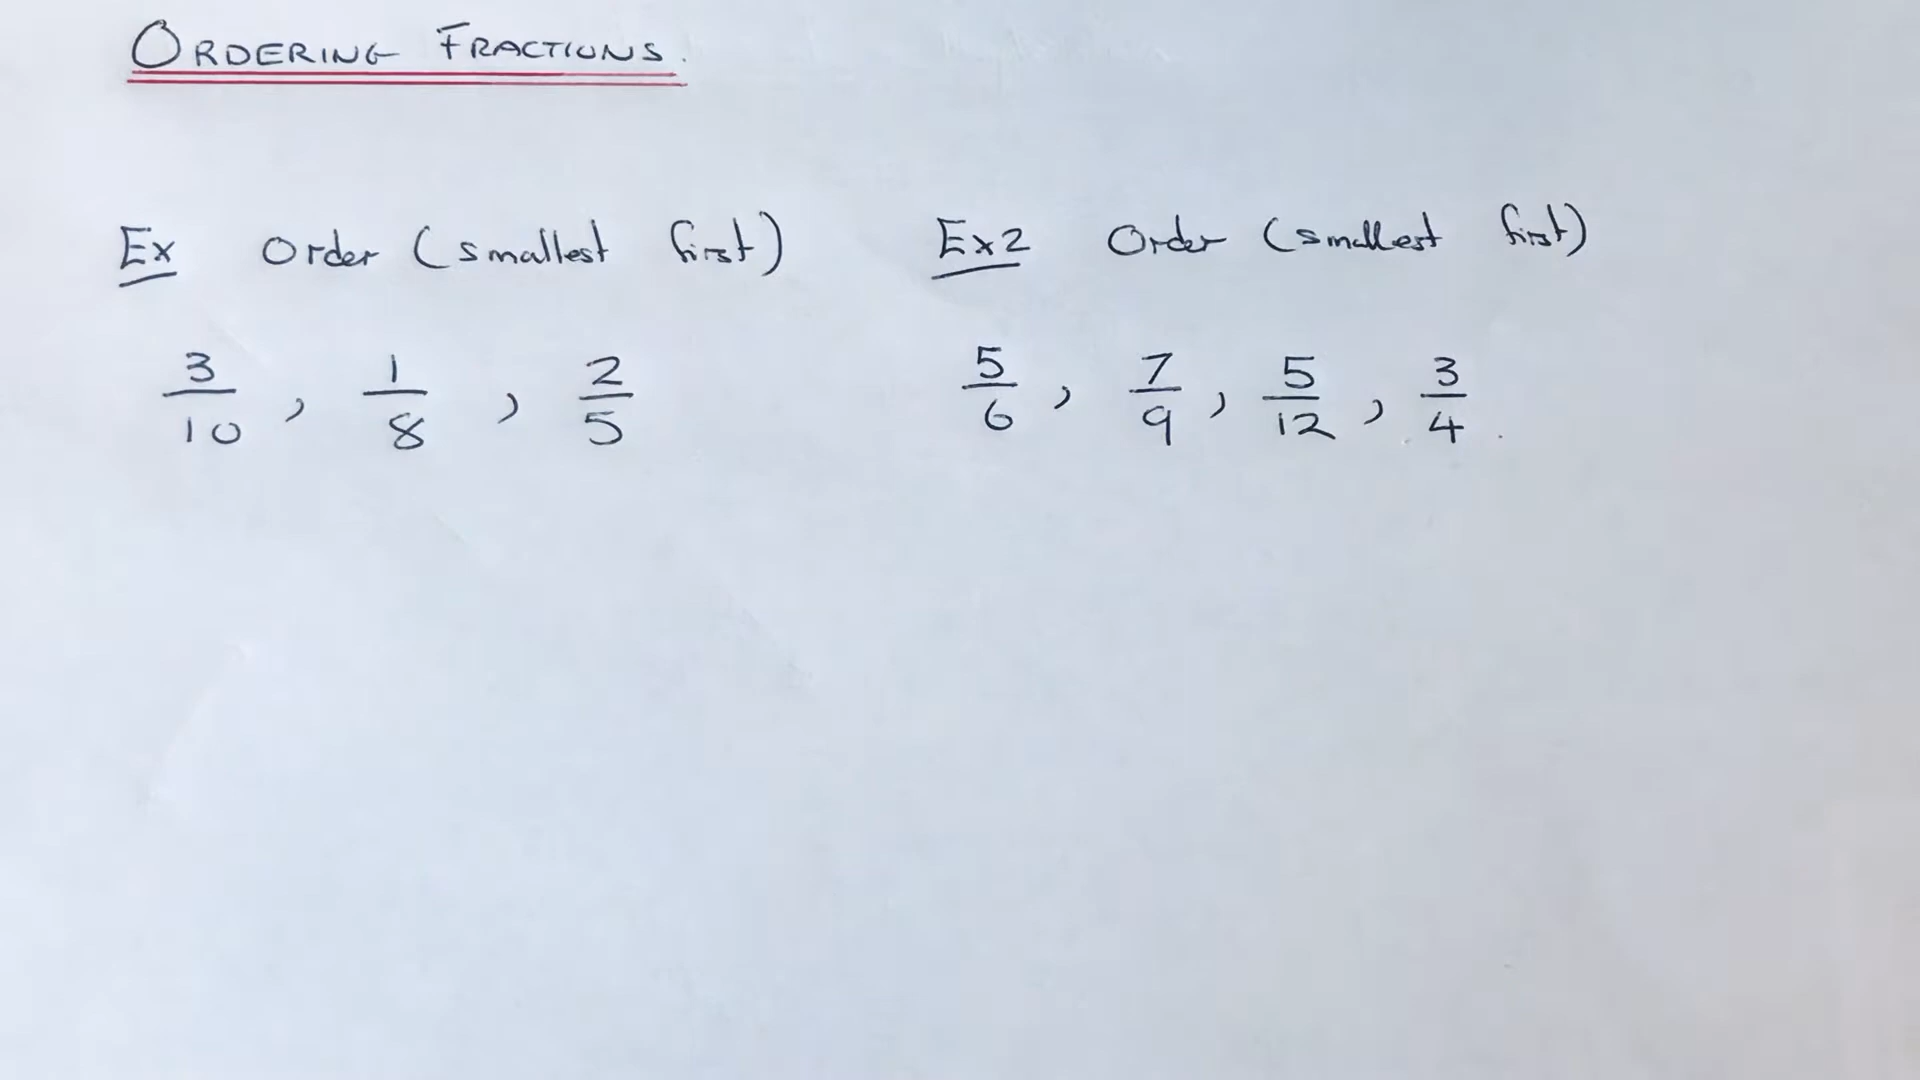 ORDERING FRACTIONS.
Ex Order (smallest first)
3/10 , 1/8 , 2/5
Ex2 Order (smallest first)
5/6 , 7/9 , 5/12 , 3/4 .